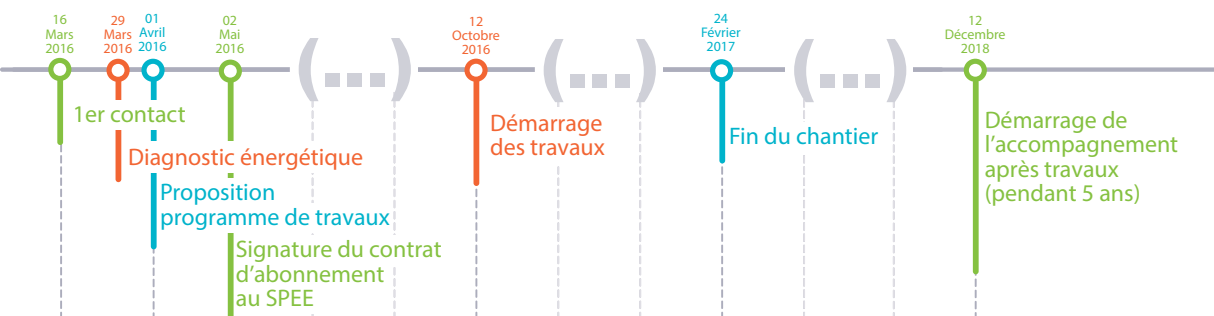 16
Mars
2016
29
Mars
2016
01
Avril
2016
02
Mai
2016
(...)
12
Octobre
2016
(...)
24
Février
2017
(...)
12
Décembre
2018
1er contact
Diagnostic énergétique
Proposition
programme de travaux
Signature du contrat
d'abonnement
au SPEE
Démarrage
des travaux
Fin du chantier
Démarrage de
l'accompagnement
après travaux
(pendant 5 ans)